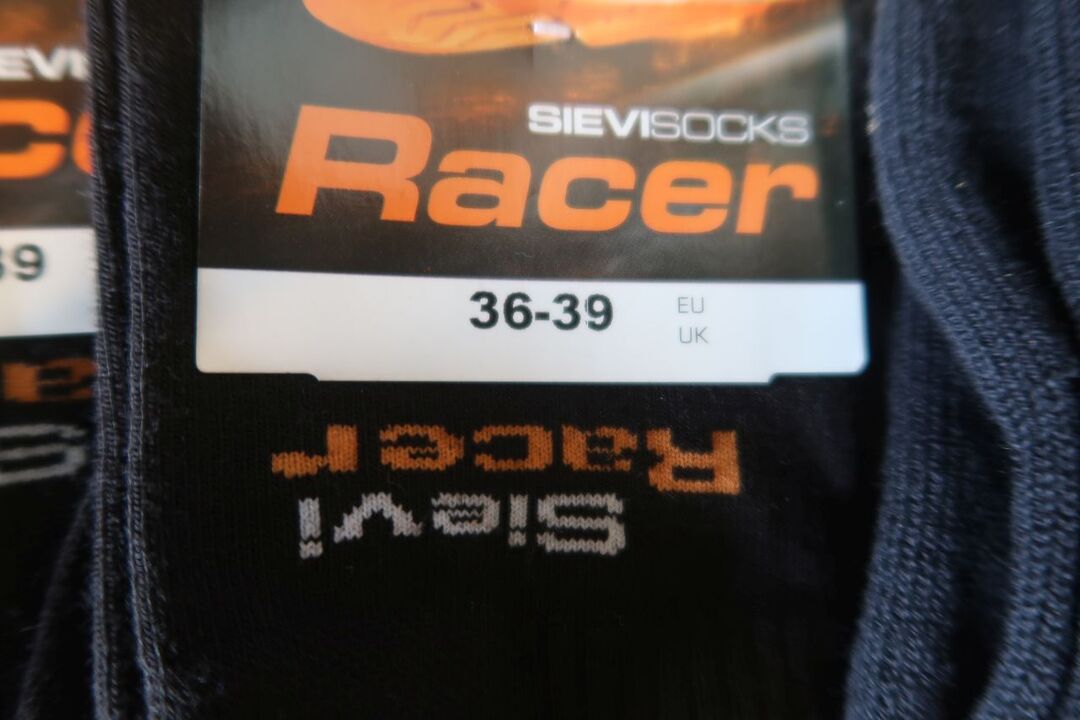 SIEVISOCKS
Racer
36-39 EU
UK
Racer
Sievi